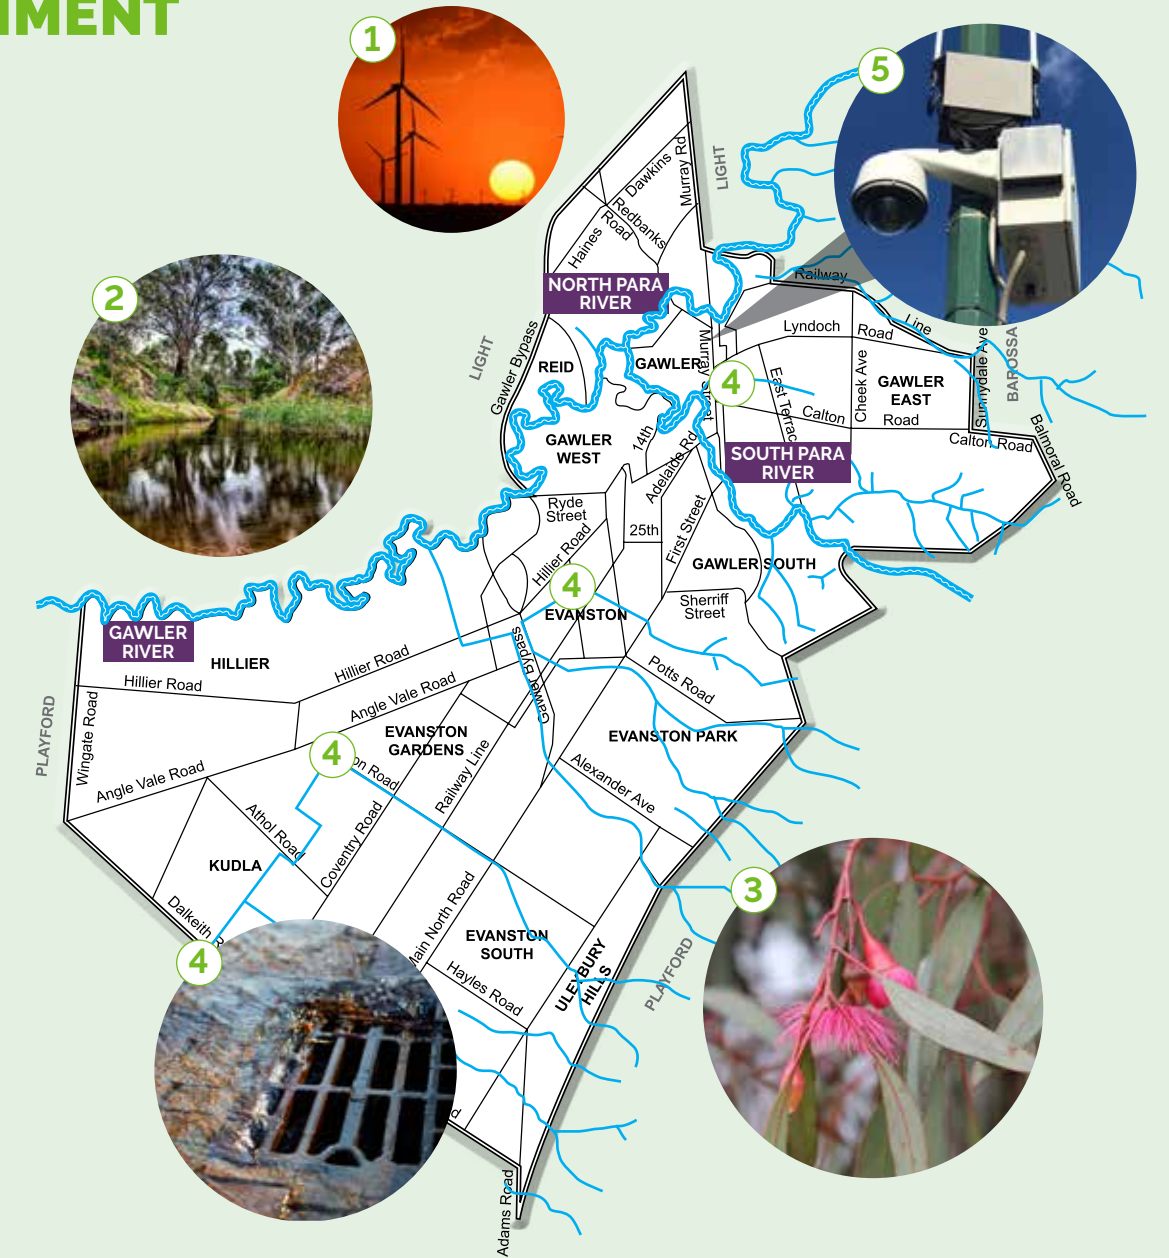 NMENT
1
2
3
4
5
4
4
4
LIGHT
Dawkins
Murray Rd
Redbanks
Road
Haines
NORTH PARA
RIVER
Railway
Line
LIGHT
Gawler Bypass
REID
GAWLER
Murray Street
Lyndoch
Road
East Terrac
Cheek Ave
GAWLER
EAST
Sunnydale Ave
BAROSSA
Calton
Road
Calton Road
Balmoral Road
GAWLER
WEST
14th
Adelaide Rd
SOUTH PARA
RIVER
Ryde
Street
25th
First Street
Hillier Road
GAWLER SOUTH
Sherriff
Street
EVANSTON
GAWLER
RIVER
HILLIER
Hillier Road
Hillier Road
Gawler Bypass
Potts Road
PLAYFORD
Wingate Road
Angle Vale Road
Angle Vale Road
EVANSTON
GARDENS
on Road
Railway Line
EVANSTON PARK
Alexander Ave
Athol Road
Coventry Road
KUDLA
Dalkeith R
Main North Road
EVANSTON
SOUTH
Hayles Road
ULEYBURY
HILLS
PLAYFORD
d
Adams Road